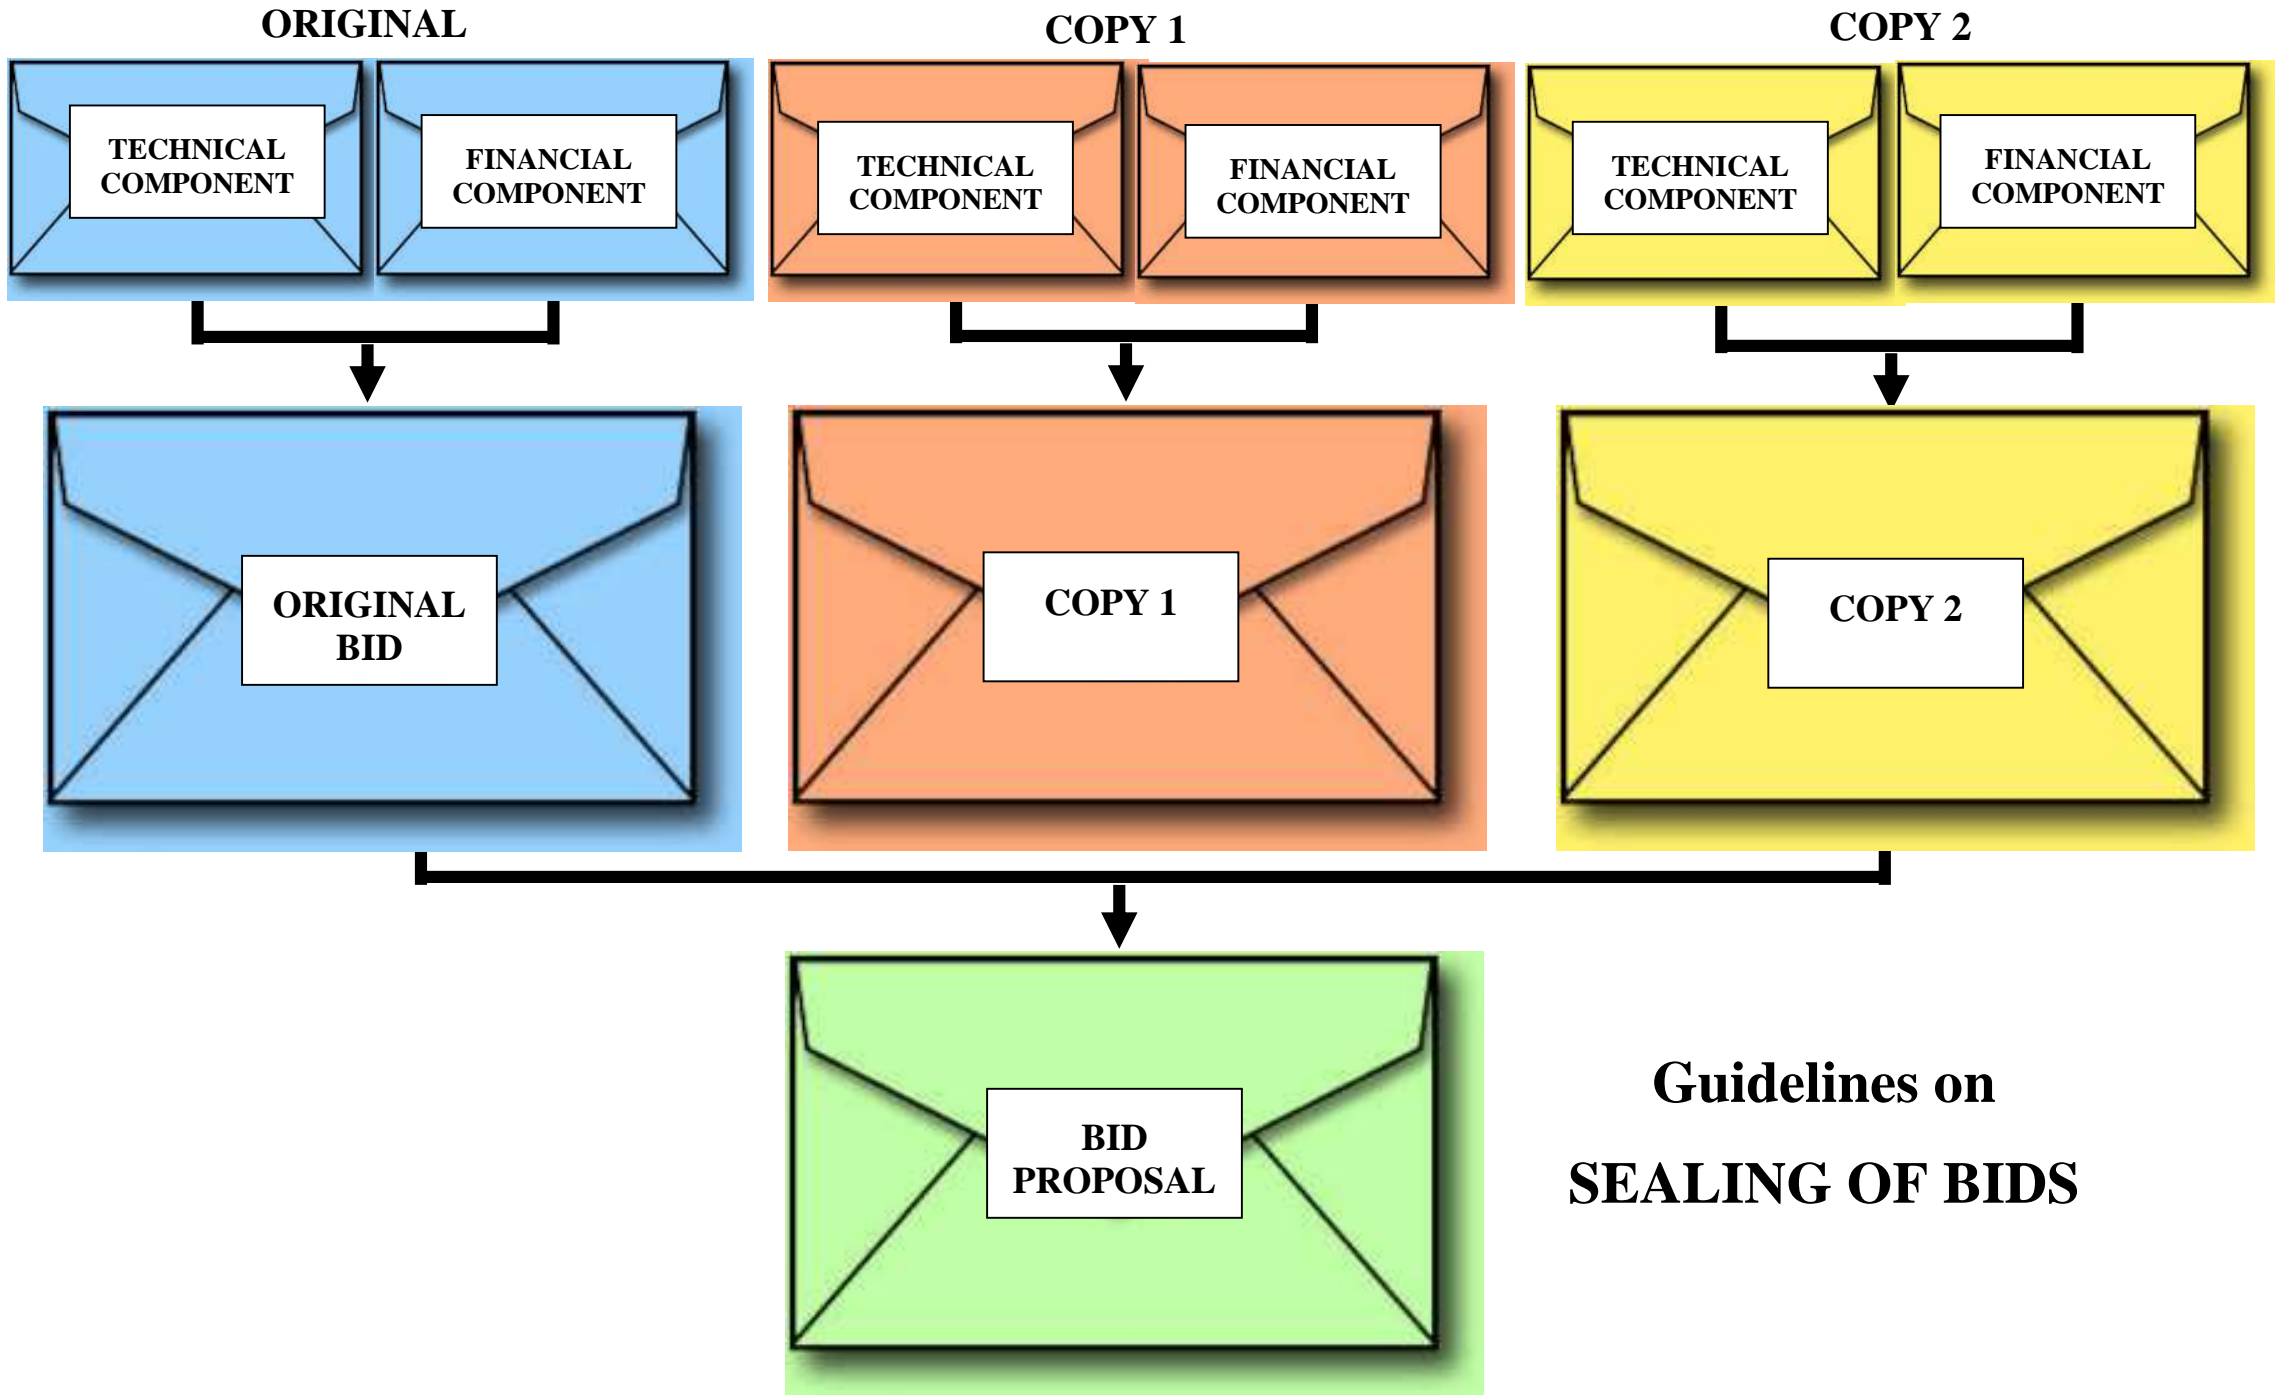 ORIGINAL
COPY 1
COPY 2
TECHNICAL
COMPONENT
FINANCIAL
COMPONENT
TECHNICAL
COMPONENT
FINANCIAL
COMPONENT
TECHNICAL
COMPONENT
FINANCIAL
COMPONENT
ORIGINAL
BID
COPY 1
COPY 2
BID
PROPOSAL
Guidelines on
SEALING OF BIDS